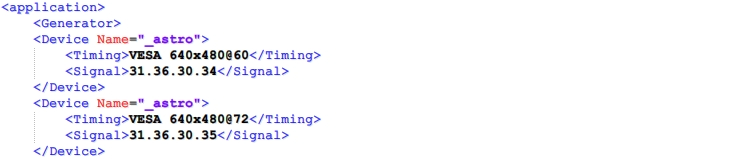 <application>
<Generator>
<Device Name="_astro">
<Timing>VESA 640x480@60</Timing>
<Signal>31.36.30.34</Signal>
</Device>
<Device Name="_astro">
<Timing>VESA 640x480@72</Timing>
<Signal>31.36.30.35</Signal>
</Device>